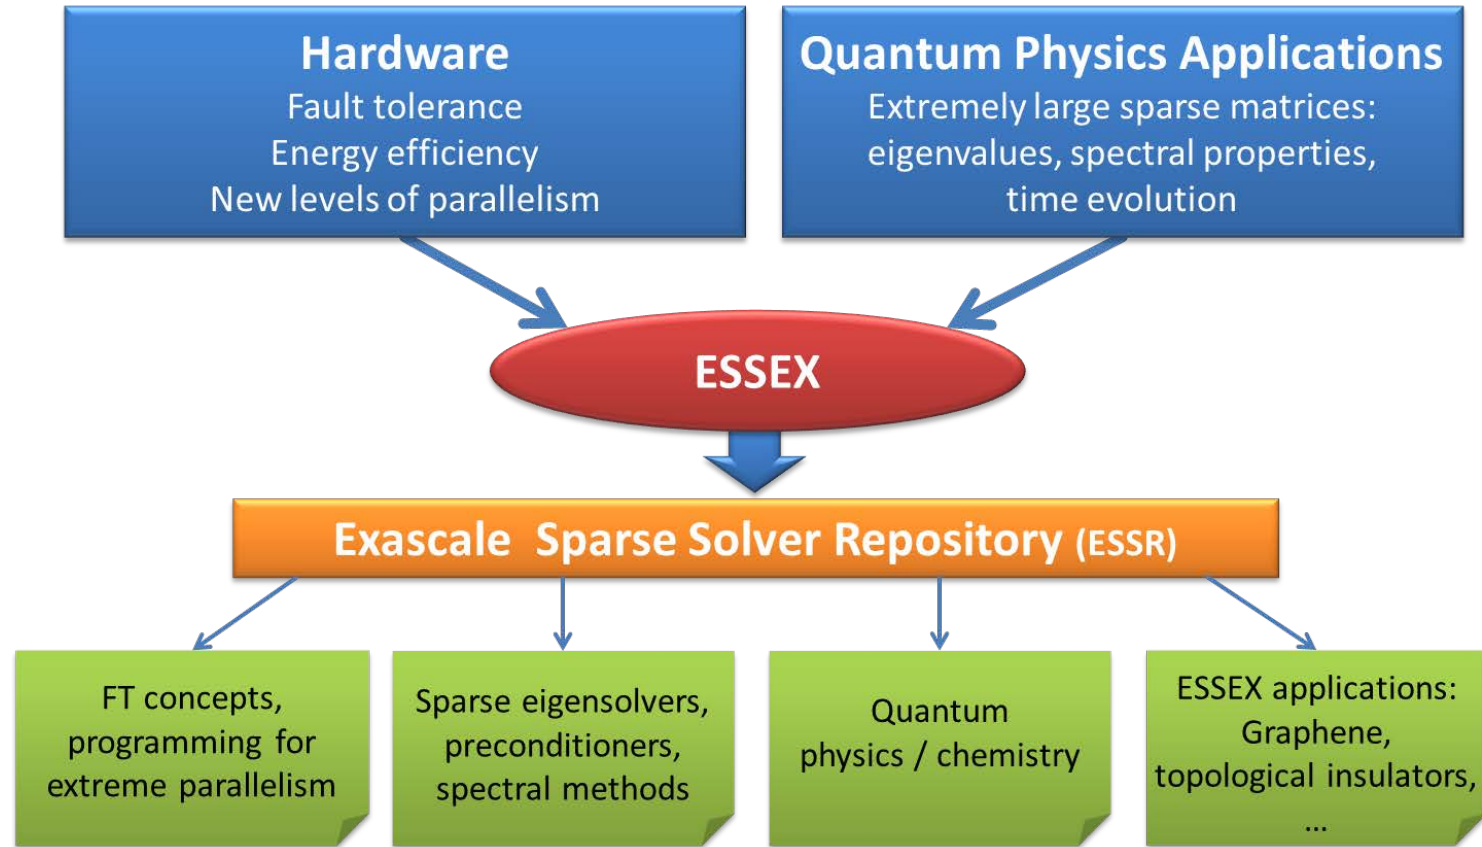 Hardware
Fault tolerance
Energy efficiency
New levels of parallelism
Quantum Physics Applications
Extremely large sparse matrices:
eigenvalues, spectral properties,
time evolution
ESSEX
Exascale Sparse Solver Repository (ESSR)
FT concepts,
programming for
extreme parallelism
Sparse eigensolvers,
preconditioners,
spectral methods
Quantum
physics / chemistry
ESSEX applications:
Graphene,
topological insulators,
...